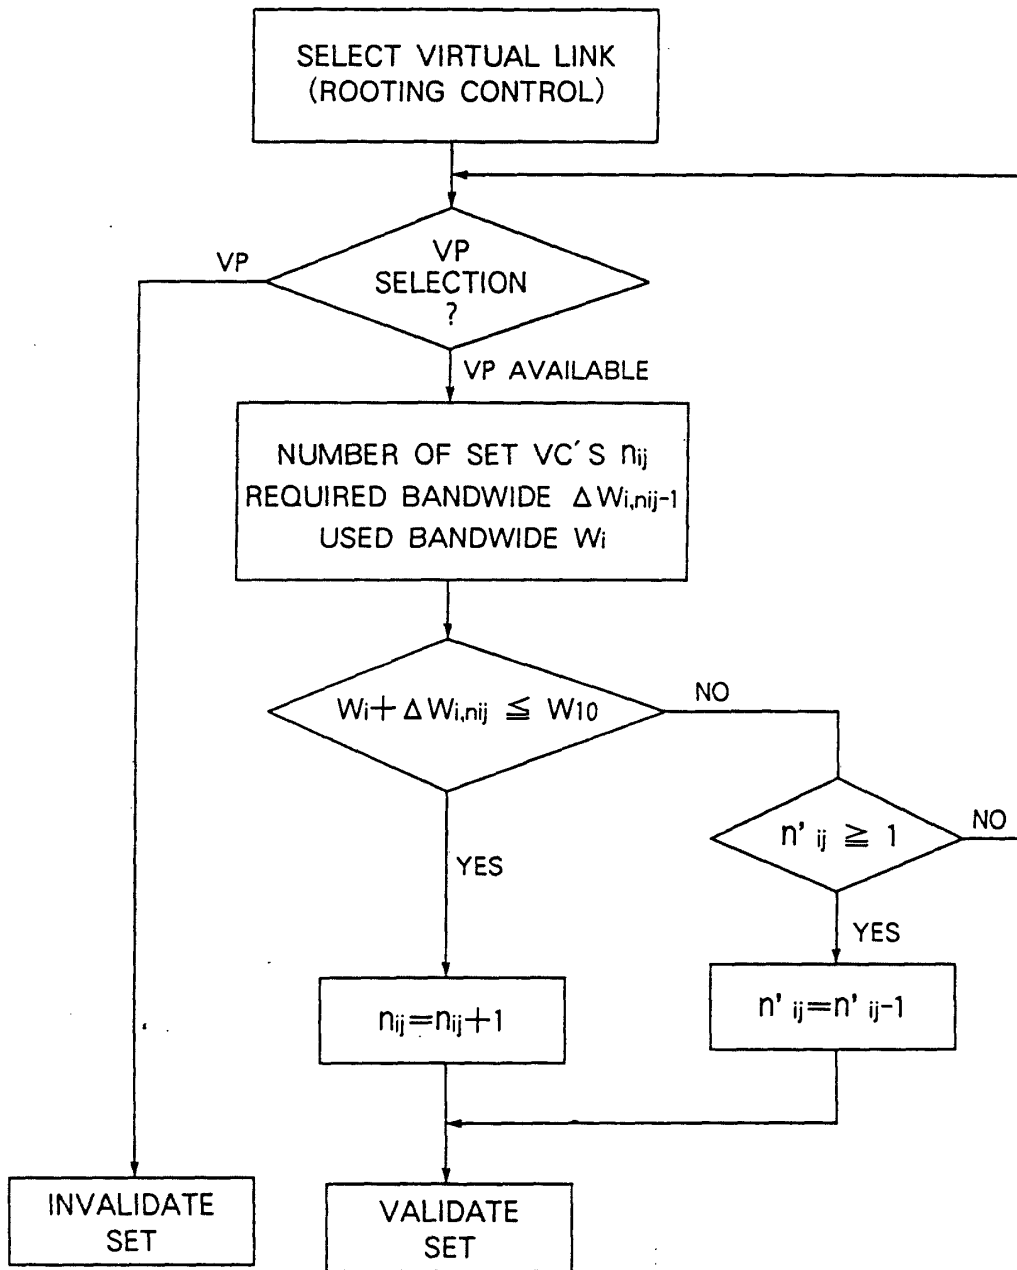 SELECT VIRTUAL LINK
(ROOTING CONTROL)
VP
SELECTION
?
VP
VP AVAILABLE
NUMBER OF SET VC´S nij
REQUIRED BANDWIDE ΔWi,nij-1
USED BANDWIDE Wi
Wi+ΔWi,nij ≦ W10
NO
n' ij ≧ 1
NO
YES
YES
nij=nij+1
n' ij=n' ij-1
INVALIDATE
SET
VALIDATE
SET